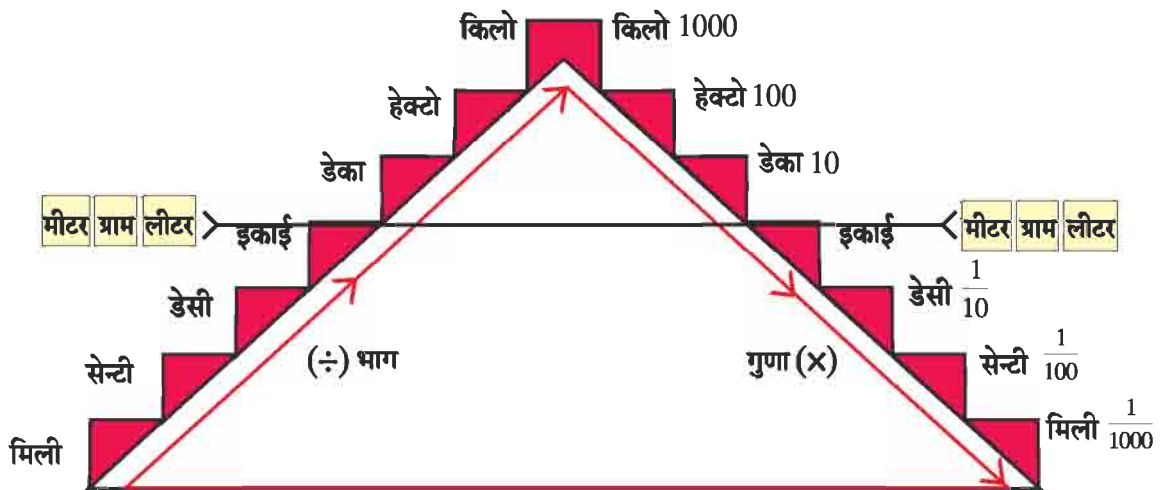 किलो किलो 1000
हेक्टो हेक्टो 100
डेका डेका 10
मीटर ग्राम लीटर इकाई इकाई मीटर ग्राम लीटर
डेसी डेसी 1/10
(÷) भाग गुणा (×)
सेन्टी सेन्टी 1/100
मिली मिली 1/1000